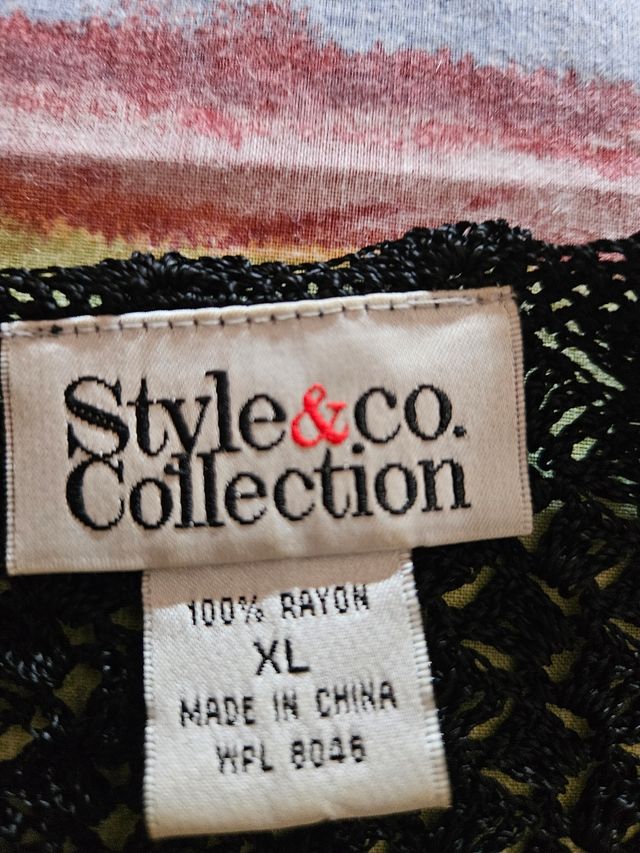 Style&co.
Collection
100% RAYON
XL
MADE IN CHINA
WPL 8046